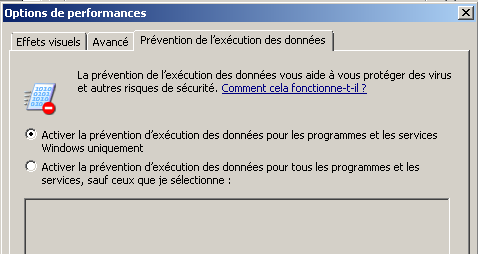 Options de performances
Effets visuels
Avancé
Prévention de l'exécution des données
La prévention de l'exécution des données vous aide à vous protéger des virus
et autres risques de sécurité. Comment cela fonctionne-t-il ?
Activer la prévention d'exécution des données pour les programmes et les services
Windows uniquement
Activer la prévention d'exécution des données pour tous les programmes et les
services, sauf ceux que je sélectionne :